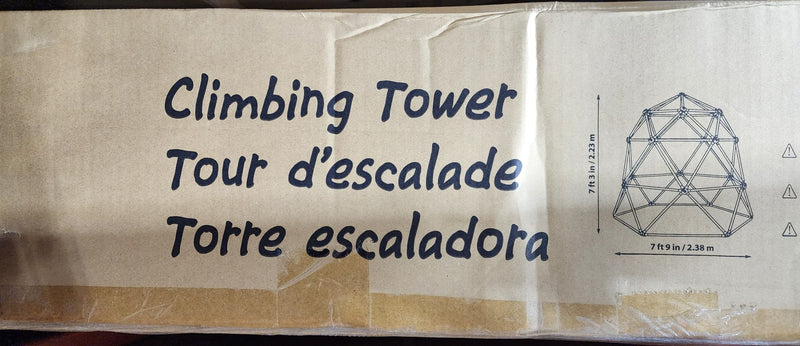 Climbing Tower
Tour d'escalade
Torre escaladora
7 ft 3 in / 2.23 m
7 ft 9 in / 2.38 m